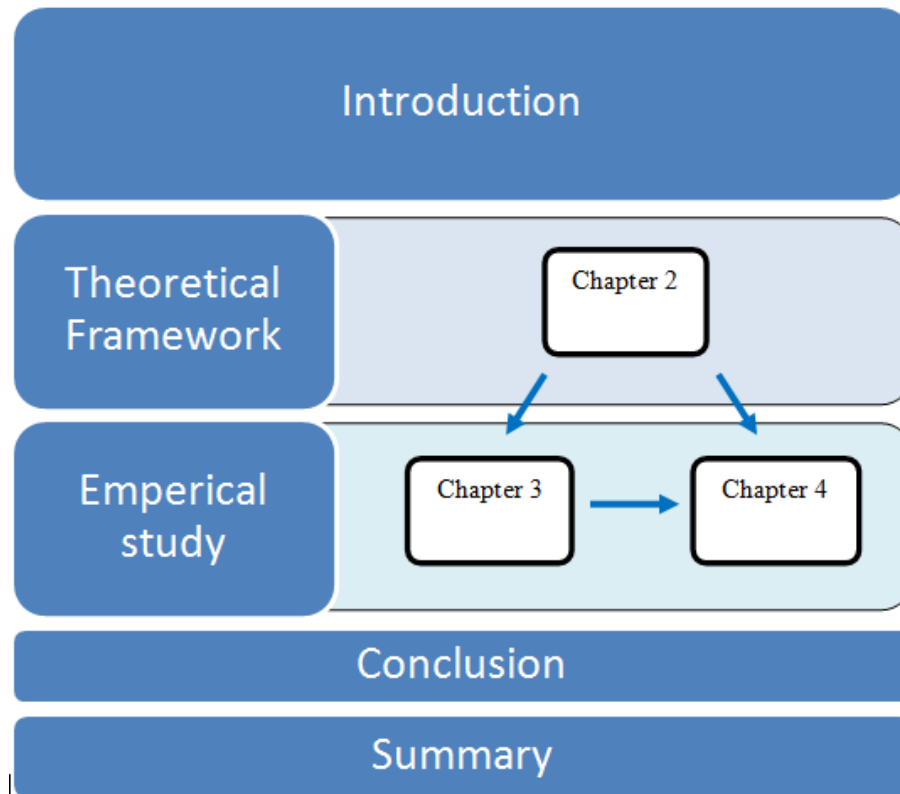 Introduction
Theoretical
Framework
Chapter 2
Emperical
study
Chapter 3
Chapter 4
Conclusion
Summary